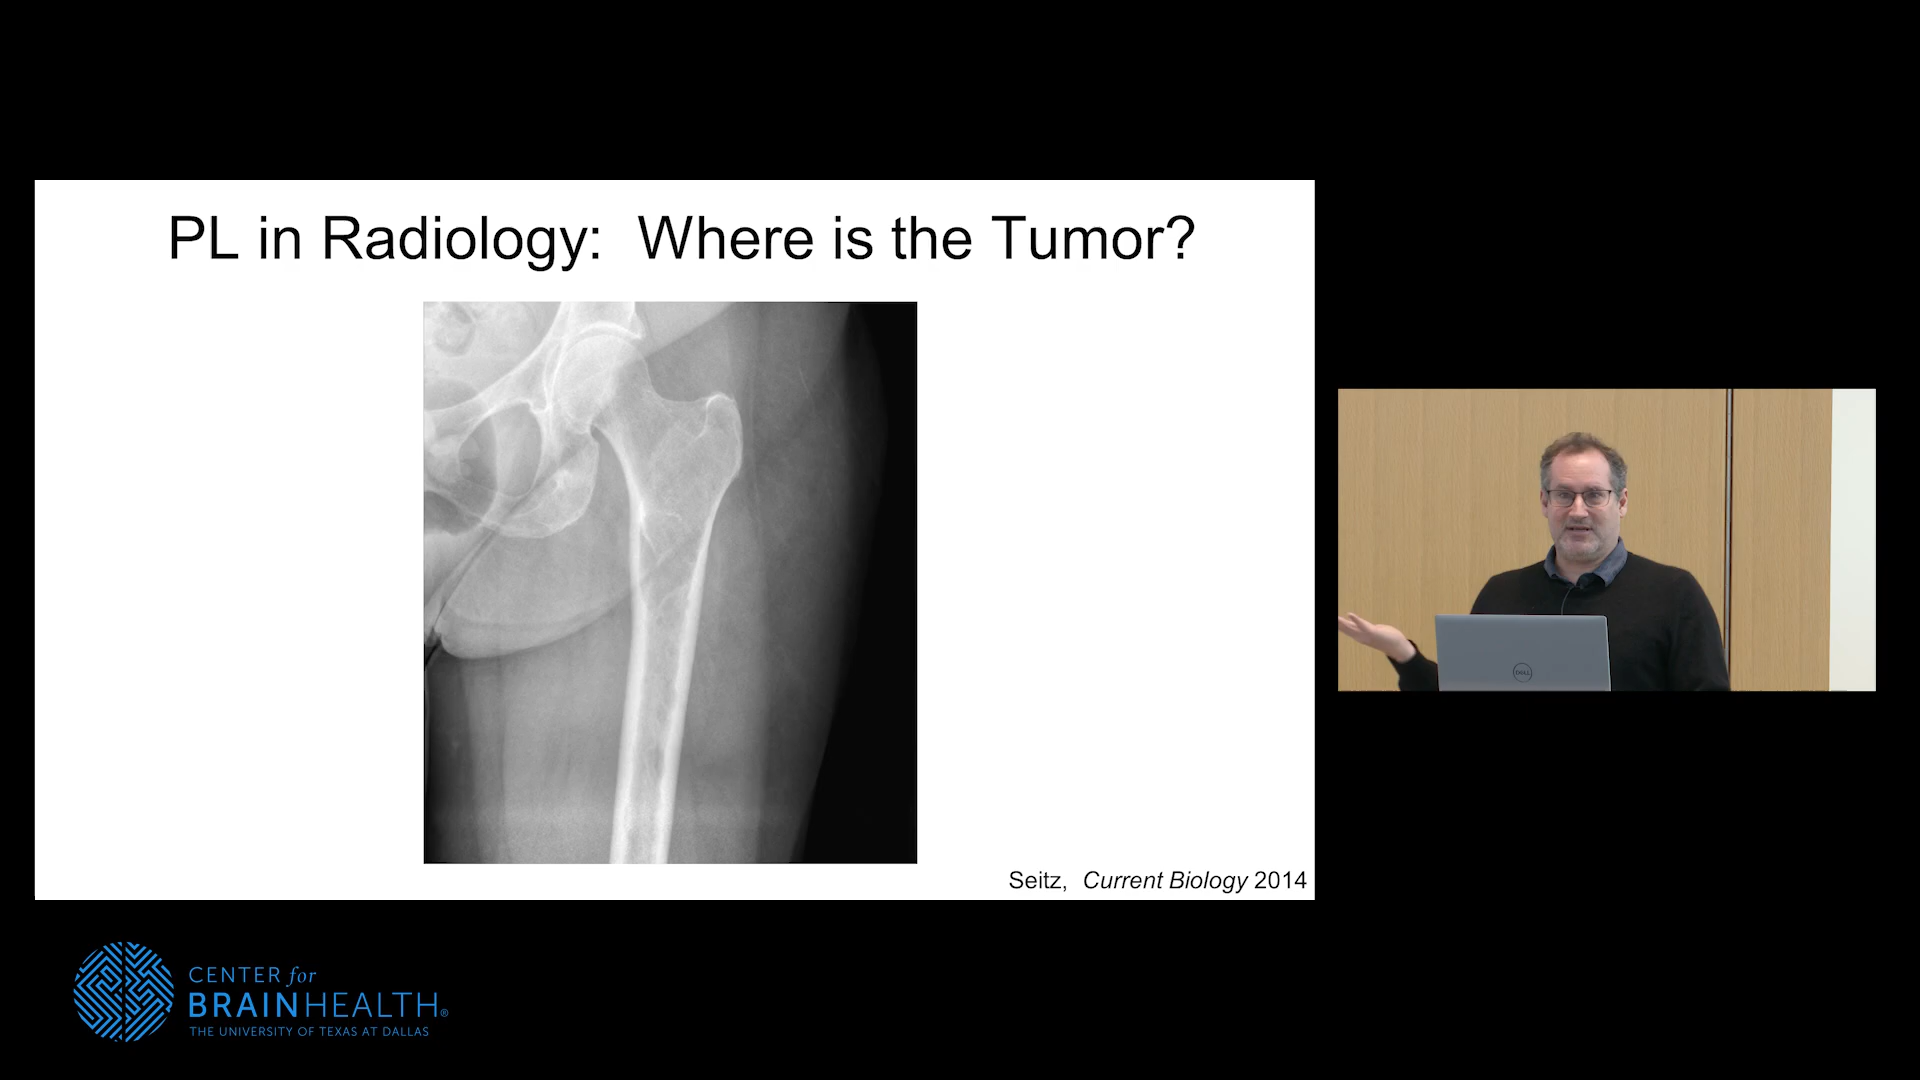 PL in Radiology: Where is the Tumor?
Seitz, Current Biology 2014
DELL
CENTER for
BRAINHEALTH®
THE UNIVERSITY OF TEXAS AT DALLAS